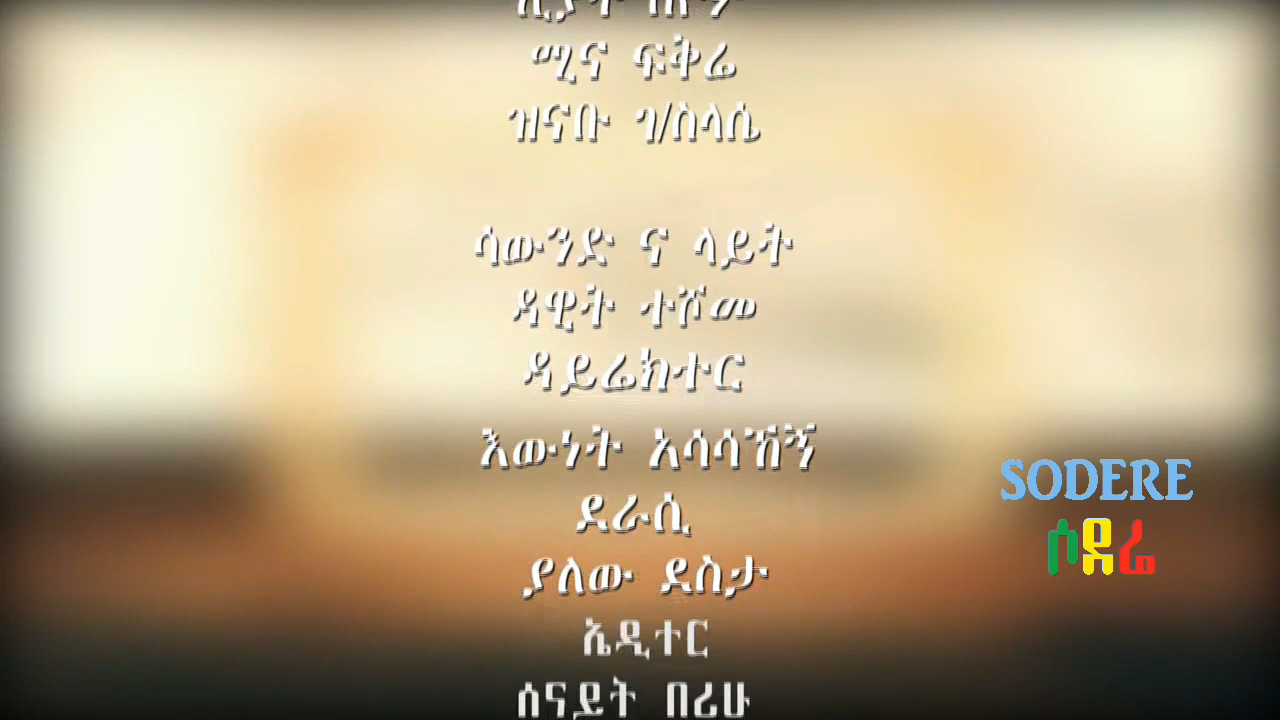 ሚና ፍቅሬ
ዝናቡ ገ/ስላሴ
ሳውንድ ና ላይት
ዳዊት ተሾመ
ዳይሬክተር
እውነት አሳሳኸኝ
ደራሲ
ያለው ደስታ
ኤዲተር
ሰናይት በሪሁ
SODERE
ሶደሬ